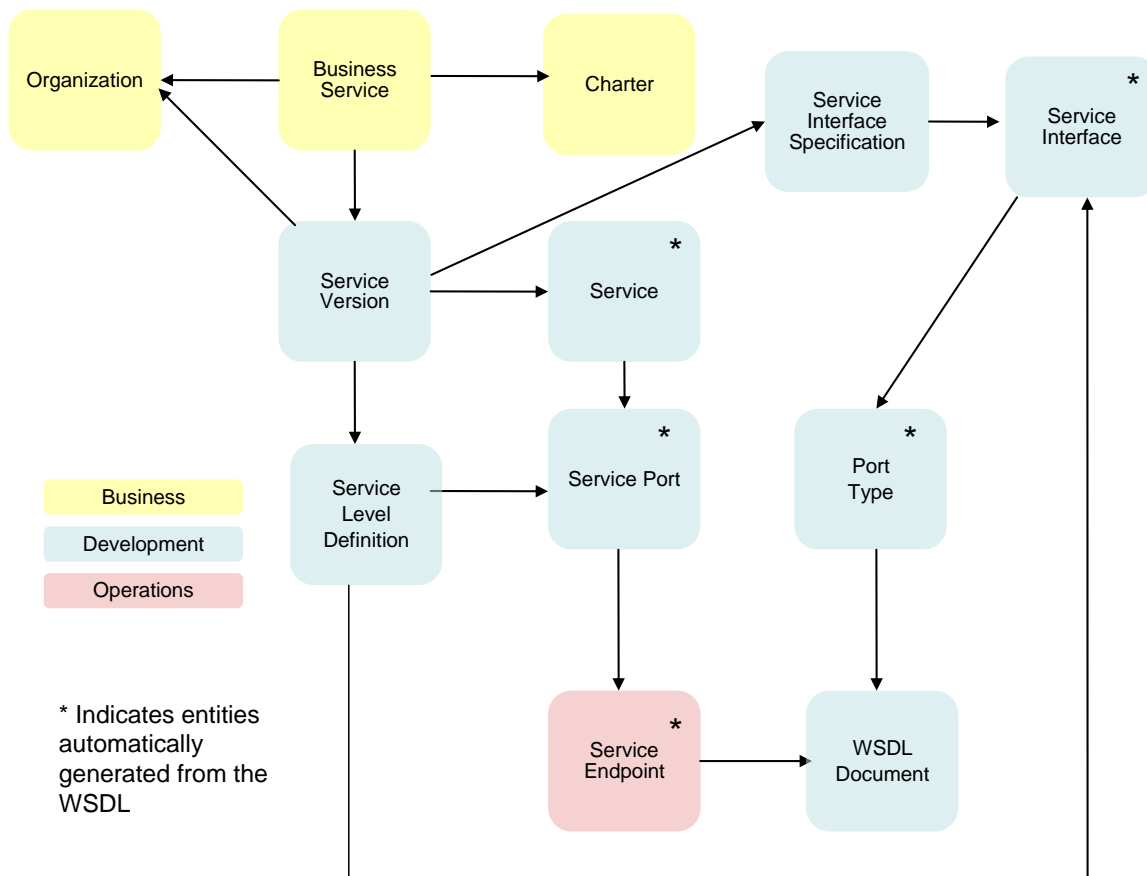 Organization
Business
Service
Charter
Service
Interface
Specification
*
Service
Interface
Service
Version
*
Service
Service
Level
Definition
*
Service Port
*
Port
Type
Business
Development
Operations
* Indicates entities
automatically
generated from the
WSDL
*
Service
Endpoint
WSDL
Document